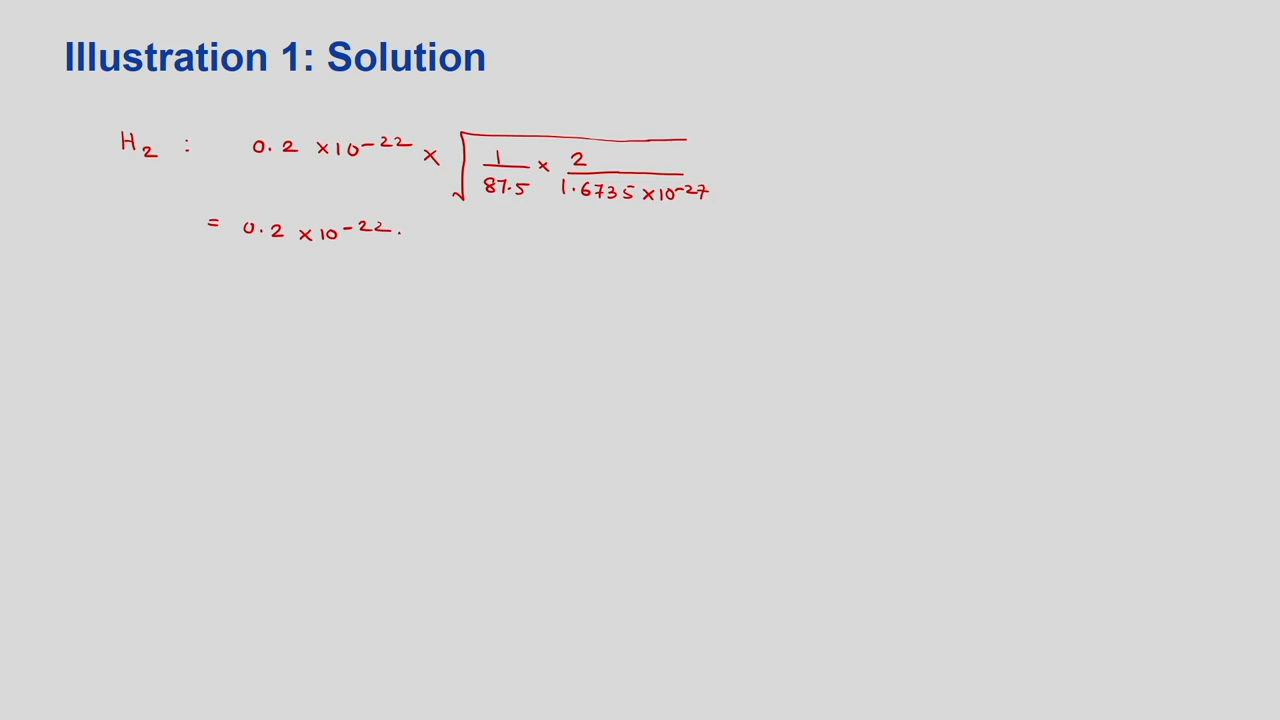 Illustration 1: Solution
H₂ : 0.2 × 10⁻²² × √(1/87.5 × 2/1.6735 × 10⁻²⁷)
= 0.2 × 10⁻²².